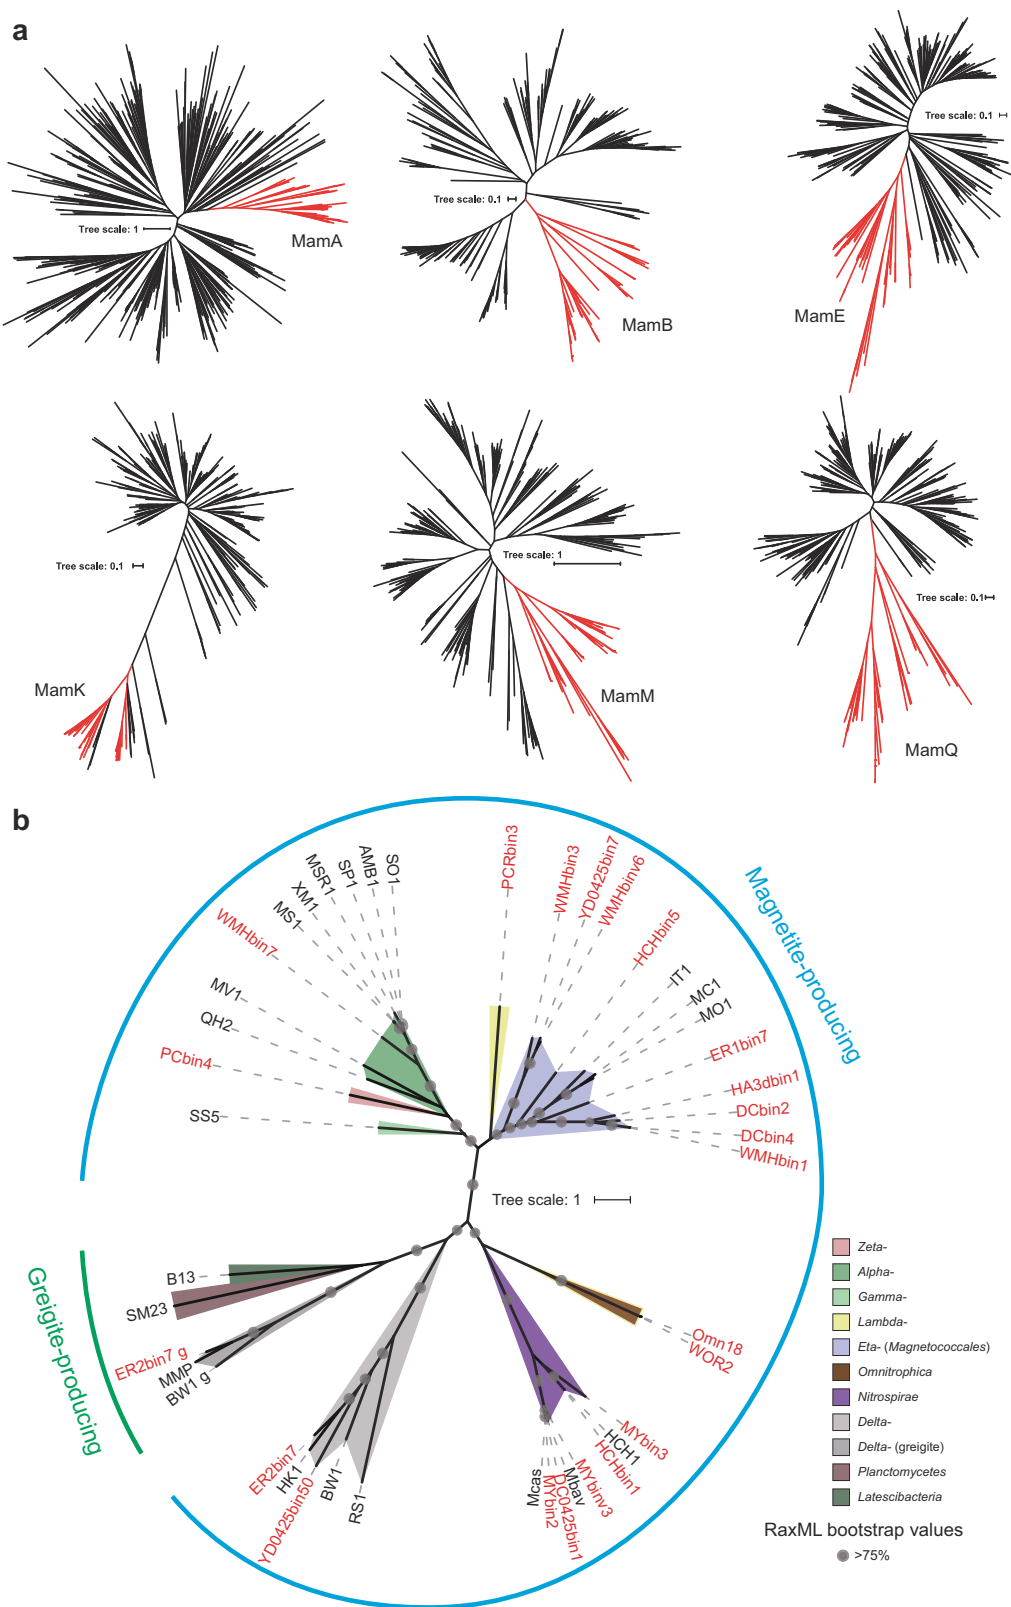 a
Tree scale: 1
MamA
Tree scale: 0.1
MamB
Tree scale: 0.1
MamE
Tree scale: 0.1
MamK
Tree scale: 1
MamM
Tree scale: 0.1
MamQ
b
Magnetite-producing
Greigite-producing
SS5
PCbin4
QH2
MV1
WMHbin7
MS1
XM1
MSR1
SP1
AMB1
SO1
PCRbin3
WMHbin3
YD0425bin7
WMHbinv6
HCHbin5
IT1
MC1
MO1
ER1bin7
HA3dbin1
DCbin2
DCbin4
WMHbin1
Tree scale: 1
Omn18
WOR2
MYbin3
HCH1
HCHbin1
MYbinv3
Mbav
DC0425bin1
MYbin2
Mcas
RS1
BW1
YD0425bin50
HK1
ER2bin7
BW1 g
MMP
ER2bin7 g
SM23
B13
Zeta-
Alpha-
Gamma-
Lambda-
Eta- (Magnetococcales)
Omnitrophica
Nitrospirae
Delta-
Delta- (greigite)
Planctomycetes
Latescibacteria
RaxML bootstrap values
>75%